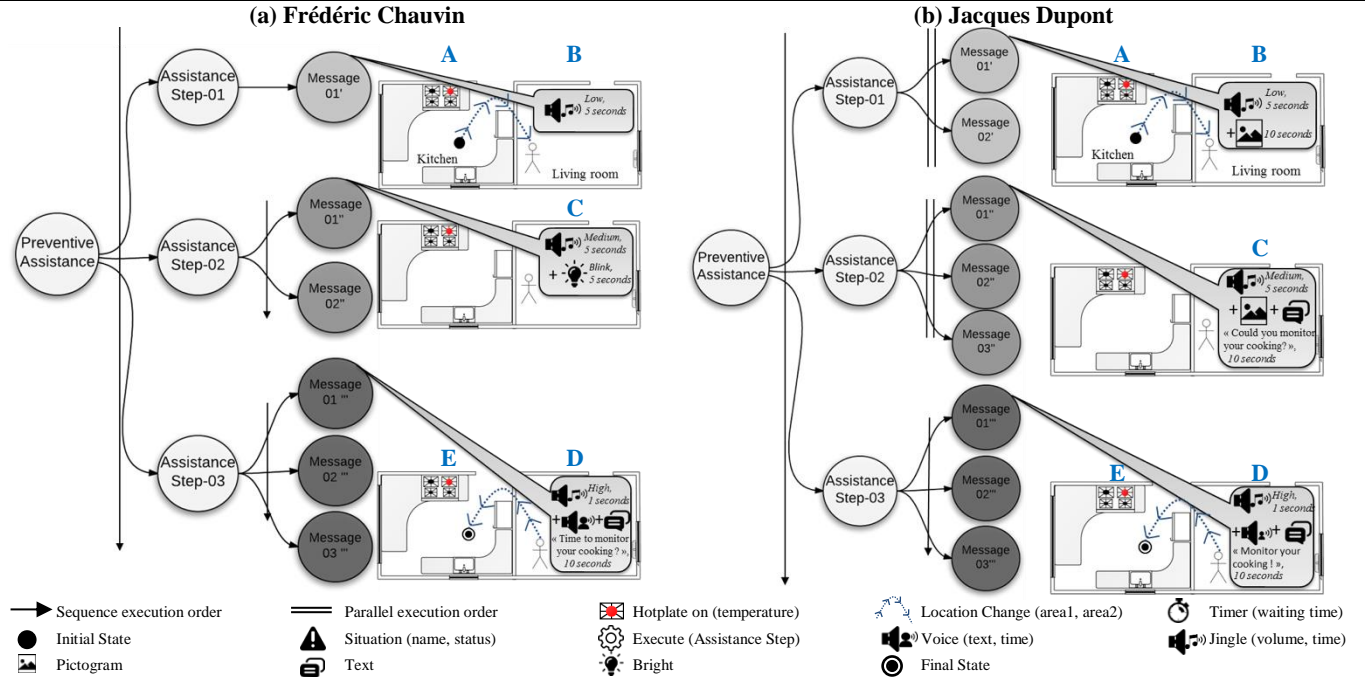 (a) Frédéric Chauvin
Preventive
Assistance
Assistance
Step-01
Message
01'
A
B
Low,
5 seconds
Kitchen
Living room
Assistance
Step-02
Message
01''
Message
02''
C
Medium,
5 seconds
+
Blink,
5 seconds
Assistance
Step-03
Message
01 '''
Message
02 '''
Message
03 '''
E
D
High,
1 seconds
+ +
« Time to monitor
your cooking ? »,
10 seconds
(b) Jacques Dupont
Preventive
Assistance
Assistance
Step-01
Message
01'
Message
02'
A
B
Low,
5 seconds
+ 10 seconds
Kitchen
Living room
Assistance
Step-02
Message
01''
Message
02''
Message
03''
C
Medium,
5 seconds
+ +
« Could you monitor
your cooking? »,
10 seconds
Assistance
Step-03
Message
01'''
Message
02'''
Message
03'''
E
D
High,
1 seconds
+ +
« Monitor your
cooking ! »,
10 seconds
Sequence execution order
Parallel execution order
Hotplate on (temperature)
Location Change (area1, area2)
Timer (waiting time)
Initial State
Situation (name, status)
Execute (Assistance Step)
Voice (text, time)
Jingle (volume, time)
Pictogram
Text
Bright
Final State